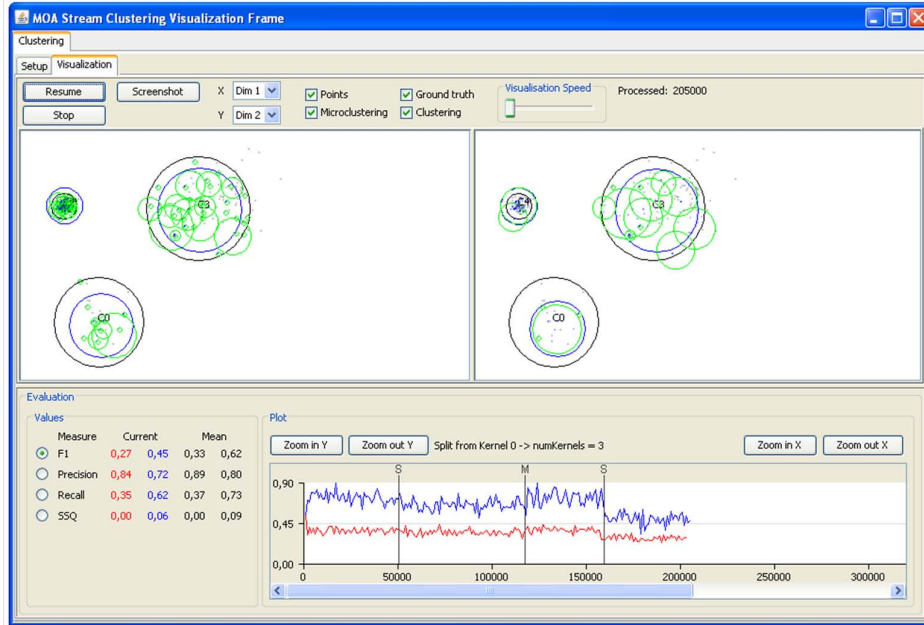 MOA Stream Clustering Visualization Frame
Clustering
Setup Visualization
Resume Screenshot X Dim 1 Points Ground truth Visualisation Speed Processed: 205000
Stop Y Dim 2 Microclustering Clustering
C3 C4 C3
C0 C0
Evaluation
Values Plot
Measure Current Mean
Zoom in Y Zoom out Y Split from Kernel 0 -> numKernels = 3 Zoom in X Zoom out X
F1 0,27 0,45 0,33 0,62
Precision 0,84 0,72 0,89 0,80
Recall 0,35 0,62 0,37 0,73
SSQ 0,00 0,06 0,00 0,09
S M S
0,90
0,45
0,00
0 50000 100000 150000 200000 250000 300000